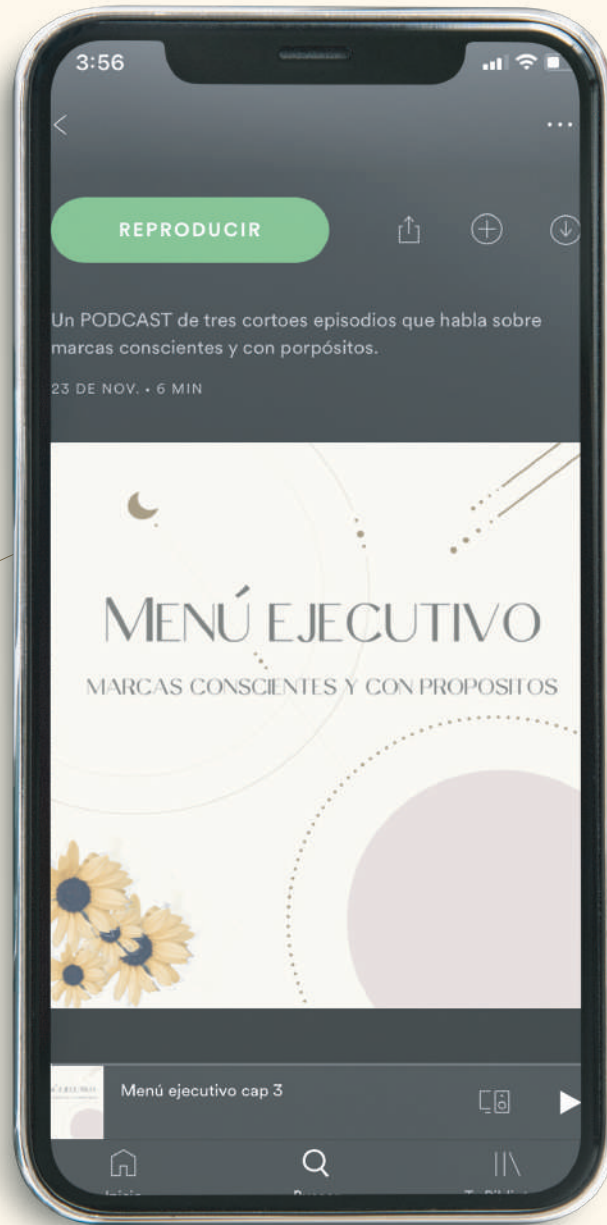 3:56
REPRODUCIR
Un PODCAST de tres cortoes episodios que habla sobre
marcas conscientes y con porpósitos.
23 DE NOV. • 6 MIN
MENÚ EJECUTIVO
MARCAS CONSCIENTES Y CON PROPOSITOS
Menú ejecutivo cap 3